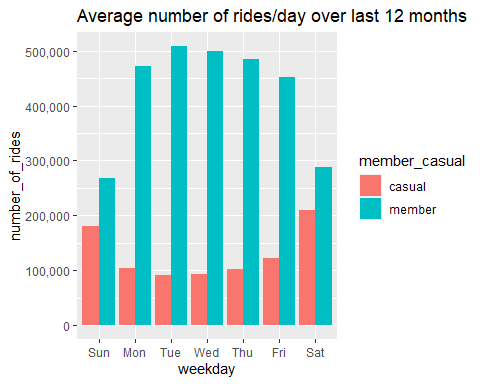 Average number of rides/day over last 12 months
500,000
400,000
300,000
200,000
100,000
0
number_of_rides
Sun Mon Tue Wed Thu Fri Sat
weekday
member_casual
casual
member